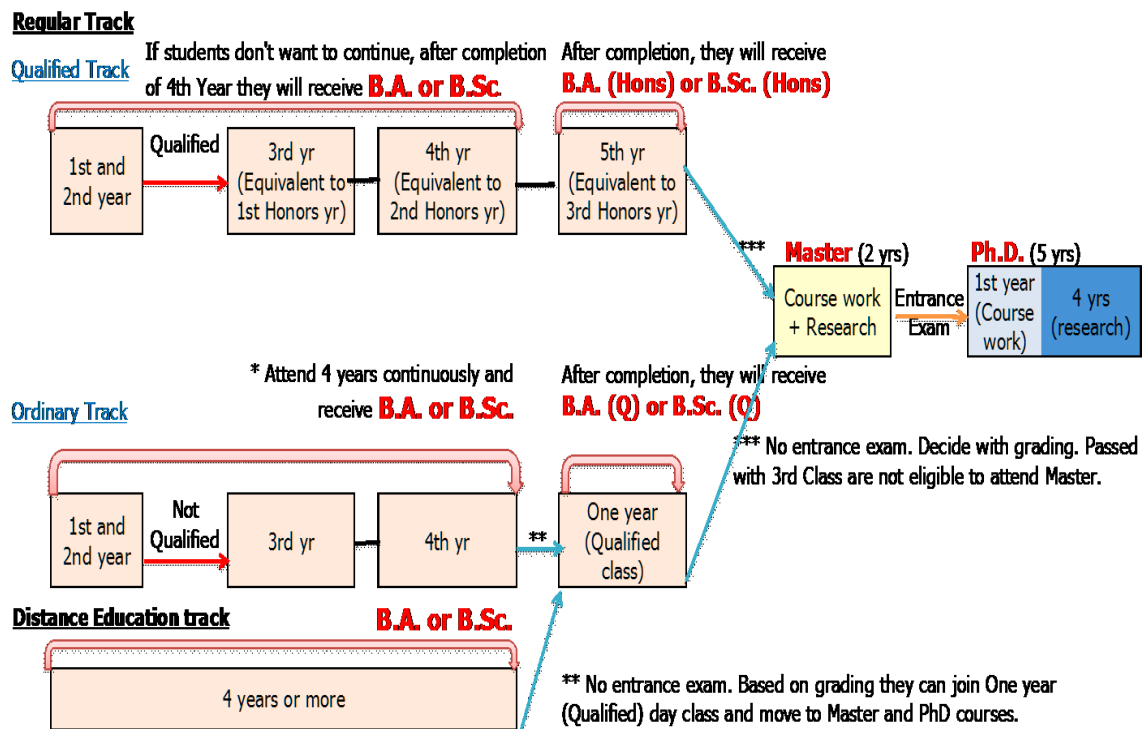 Regular Track
Qualified Track
If students don't want to continue, after completion
of 4th Year they will receive B.A. or B.Sc.
After completion, they will receive
B.A. (Hons) or B.Sc. (Hons)
1st and
2nd year
Qualified
3rd yr
(Equivalent to
1st Honors yr)
4th yr
(Equivalent to
2nd Honors yr)
5th yr
(Equivalent to
3rd Honors yr)
***
Master (2 yrs)
Course work
+ Research
Entrance
Exam
Ph.D. (5 yrs)
1st year
(Course
work)
4 yrs
(research)
Ordinary Track
* Attend 4 years continuously and
receive B.A. or B.Sc.
After completion, they will receive
B.A. (Q) or B.Sc. (Q)
*** No entrance exam. Decide with grading. Passed
with 3rd Class are not eligible to attend Master.
1st and
2nd year
Not
Qualified
3rd yr
4th yr
**
One year
(Qualified
class)
Distance Education track
B.A. or B.Sc.
4 years or more
** No entrance exam. Based on grading they can join One year
(Qualified) day class and move to Master and PhD courses.